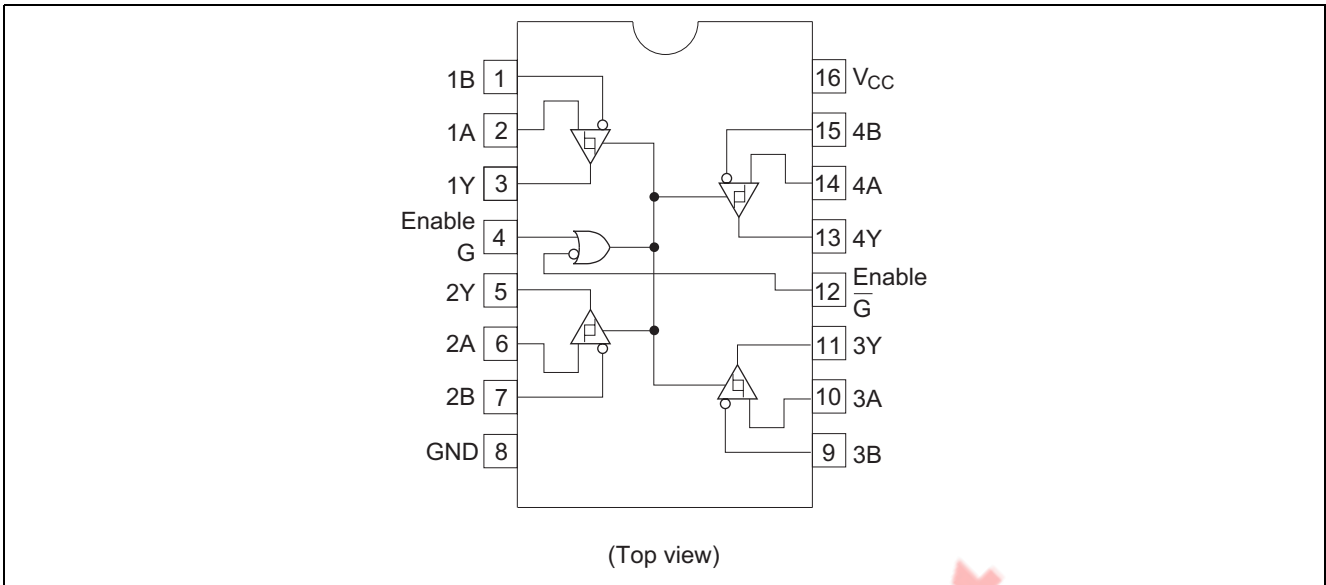 1B 1
1A 2
1Y 3
Enable
G 4
2Y 5
2A 6
2B 7
GND 8
16 VCC
15 4B
14 4A
13 4Y
12 Enable
G̅
11 3Y
10 3A
9 3B
(Top view)